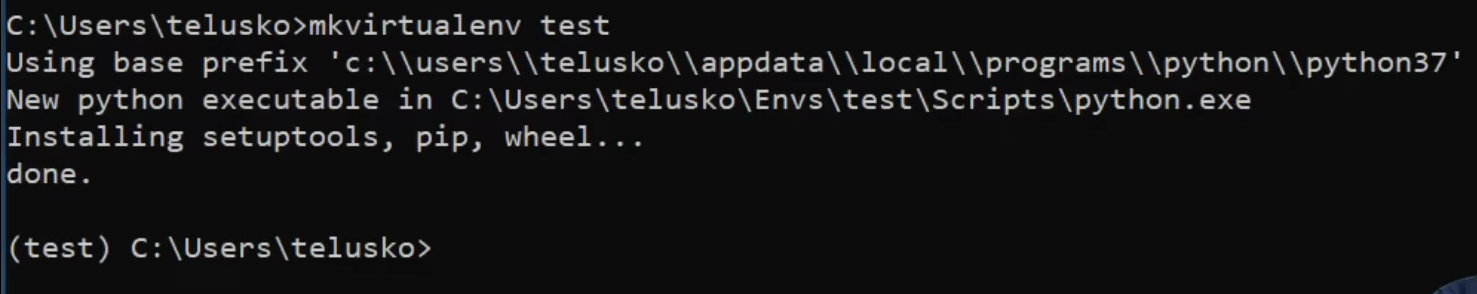 C:\Users\telusko>mkvirtualenv test
Using base prefix 'c:\\users\\telusko\\appdata\\local\\programs\\python\\python37'
New python executable in C:\Users\telusko\Envs\test\Scripts\python.exe
Installing setuptools, pip, wheel...
done.
(test) C:\Users\telusko>